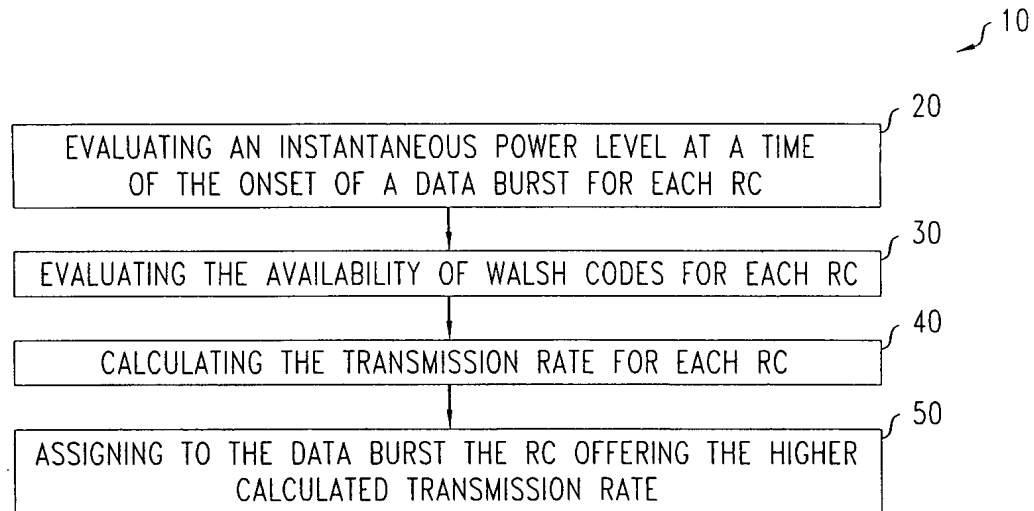 10
20
EVALUATING AN INSTANTANEOUS POWER LEVEL AT A TIME
OF THE ONSET OF A DATA BURST FOR EACH RC
30
EVALUATING THE AVAILABILITY OF WALSH CODES FOR EACH RC
40
CALCULATING THE TRANSMISSION RATE FOR EACH RC
50
ASSIGNING TO THE DATA BURST THE RC OFFERING THE HIGHER
CALCULATED TRANSMISSION RATE